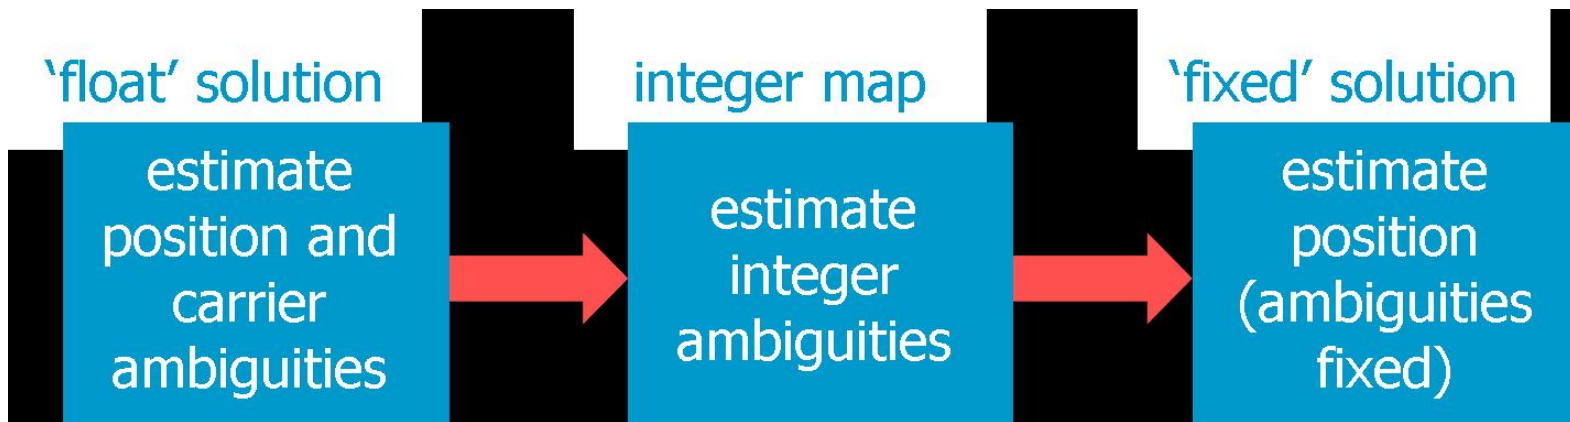 ‘float’ solution
estimate
position and
carrier
ambiguities
integer map
estimate
integer
ambiguities
‘fixed’ solution
estimate
position
(ambiguities
fixed)